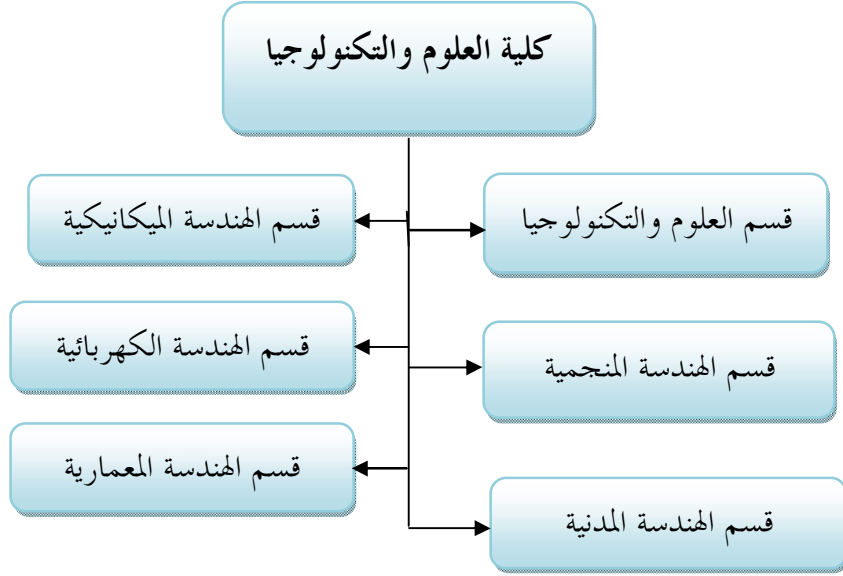 كلية العلوم والتكنولوجيا
قسم العلوم والتكنولوجيا
قسم الهندسة الميكانيكية
قسم الهندسة المنجمية
قسم الهندسة الكهربائية
قسم الهندسة المدنية
قسم الهندسة المعمارية